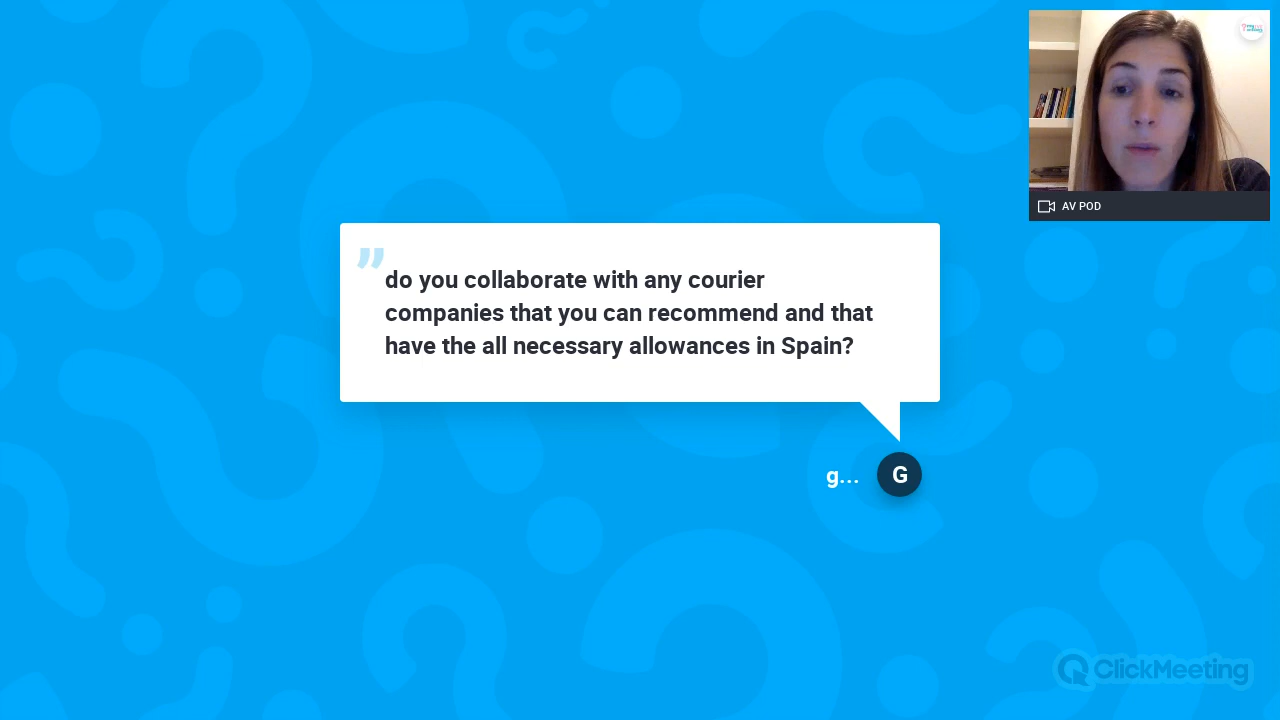 AV POD
”do you collaborate with any courier
companies that you can recommend and that
have the all necessary allowances in Spain?
g...
G
ClickMeeting